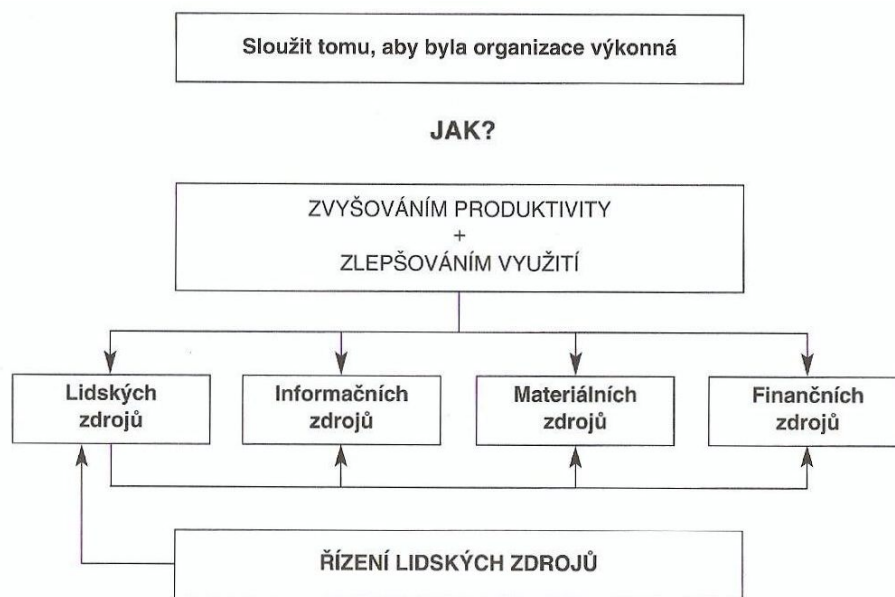 Sloužit tomu, aby byla organizace výkonná
JAK?
ZVYŠOVÁNÍM PRODUKTIVITY
+
ZLEPŠOVÁNÍM VYUŽITÍ
Lidských
zdrojů
Informačních
zdrojů
Materiálních
zdrojů
Finančních
zdrojů
ŘÍZENÍ LIDSKÝCH ZDROJŮ